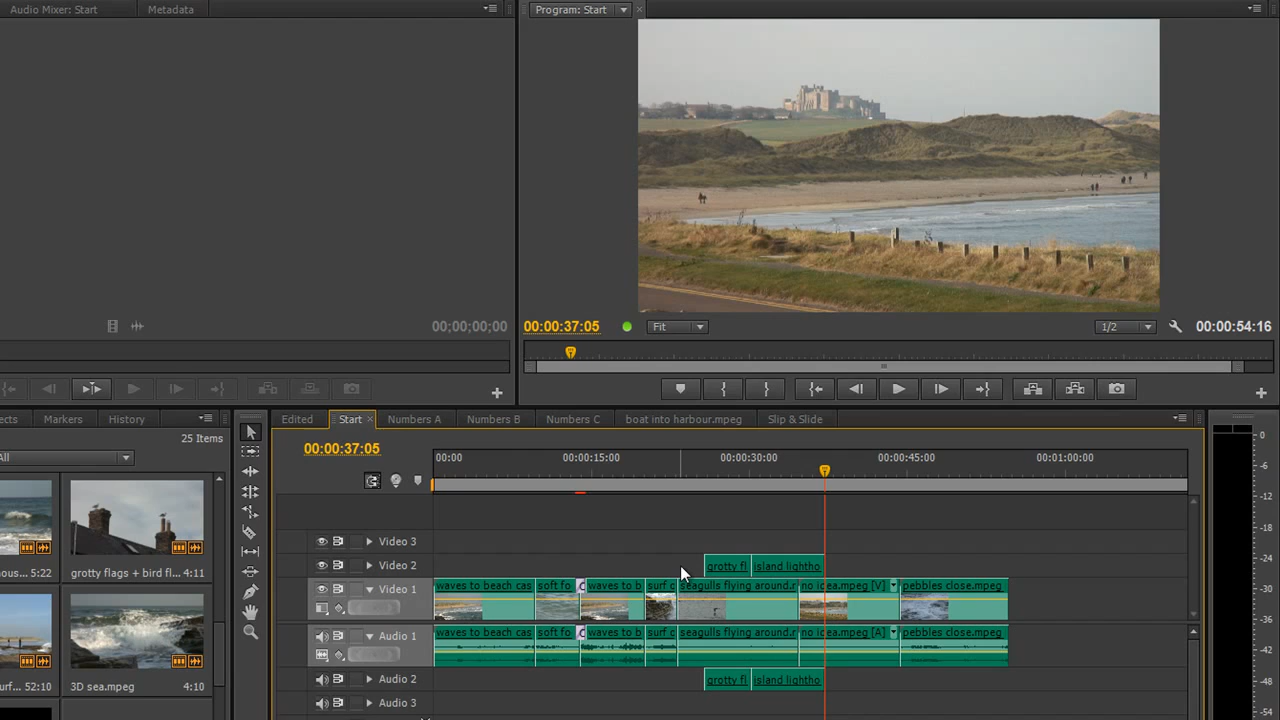 Audio Mixer: Start
Metadata
Program: Start
00;00;00;00
00:00:37:05
Fit
1/2
00:00:54:16
ects
Markers
History
25 Items
All
Edited
Start
Numbers A
Numbers B
Numbers C
boat into harbour.mpeg
Slip & Slide
00:00:37:05
00:00
00:00:15:00
00:00:30:00
00:00:45:00
00:01:00:00
nous...
5:22
grotty flags + bird fl...
4:11
urf...
52:10
3D sea.mpeg
4:10
Video 3
Video 2
grotty fl
island lightho
Video 1
waves to beach cas
soft fo
waves to b
surf c
seagulls flying around.r
no idea.mpeg [V]
pebbles close.mpeg
Audio 1
waves to beach cas
soft fo
waves to b
surf c
seagulls flying around.r
no idea.mpeg [A]
pebbles close.mpeg
Audio 2
grotty fl
island lightho
Audio 3
0
-6
-12
-18
-24
-30
-36
-42
-48
-54